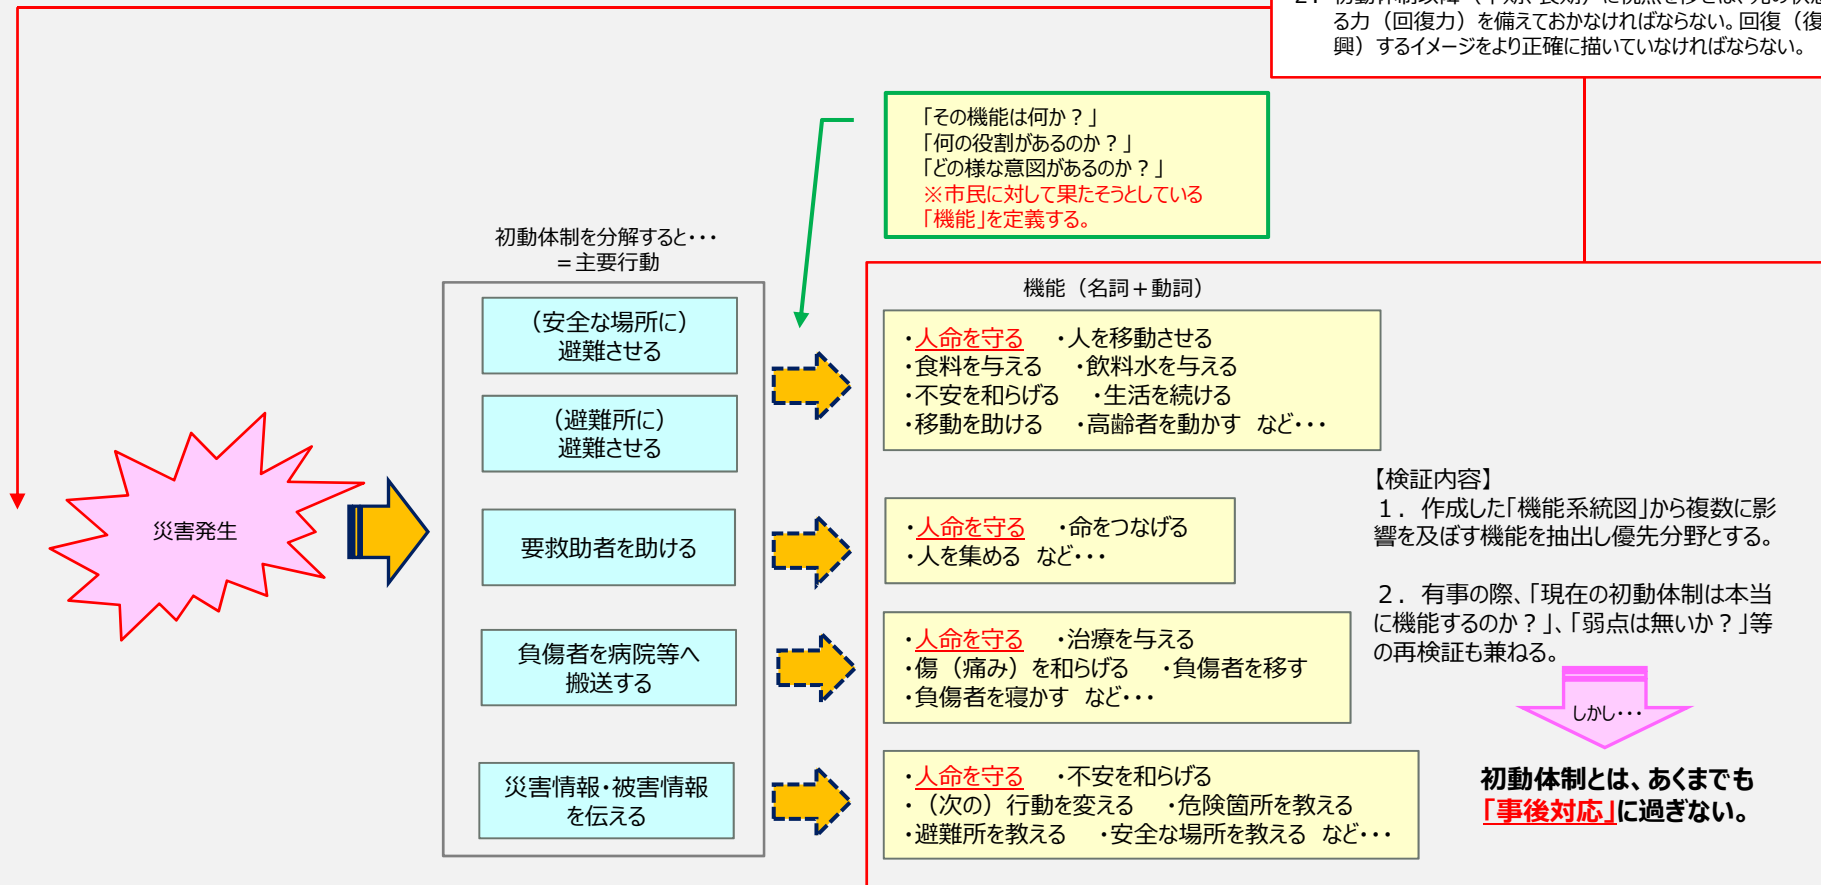 る力（回復力）を備えておかなければならない。回復（復
興）するイメージをより正確に描いていなければならない。
「その機能は何か？」
「何の役割があるのか？」
「どの様な意図があるのか？」
※市民に対して果たそうとしている
「機能」を定義する。
初動体制を分解すると・・・
＝主要行動
機能（名詞＋動詞）
（安全な場所に）
避難させる
（避難所に）
避難させる
要救助者を助ける
負傷者を病院等へ
搬送する
災害情報・被害情報
を伝える
災害発生
・人命を守る　・人を移動させる
・食料を与える　・飲料水を与える
・不安を和らげる　・生活を続ける
・移動を助ける　・高齢者を動かす　など・・・
・人命を守る　・命をつなげる
・人を集める　など・・・
・人命を守る　・治療を与える
・傷（痛み）を和らげる　・負傷者を移す
・負傷者を寝かす　など・・・
・人命を守る　・不安を和らげる
・（次の）行動を変える　・危険箇所を教える
・避難所を教える　・安全な場所を教える　など・・・
【検証内容】
１．作成した「機能系統図」から複数に影
響を及ぼす機能を抽出し優先分野とする。
２．有事の際、「現在の初動体制は本当
に機能するのか？」、「弱点は無いか？」等
の再検証も兼ねる。
しかし・・・
初動体制とは、あくまでも
「事後対応」に過ぎない。